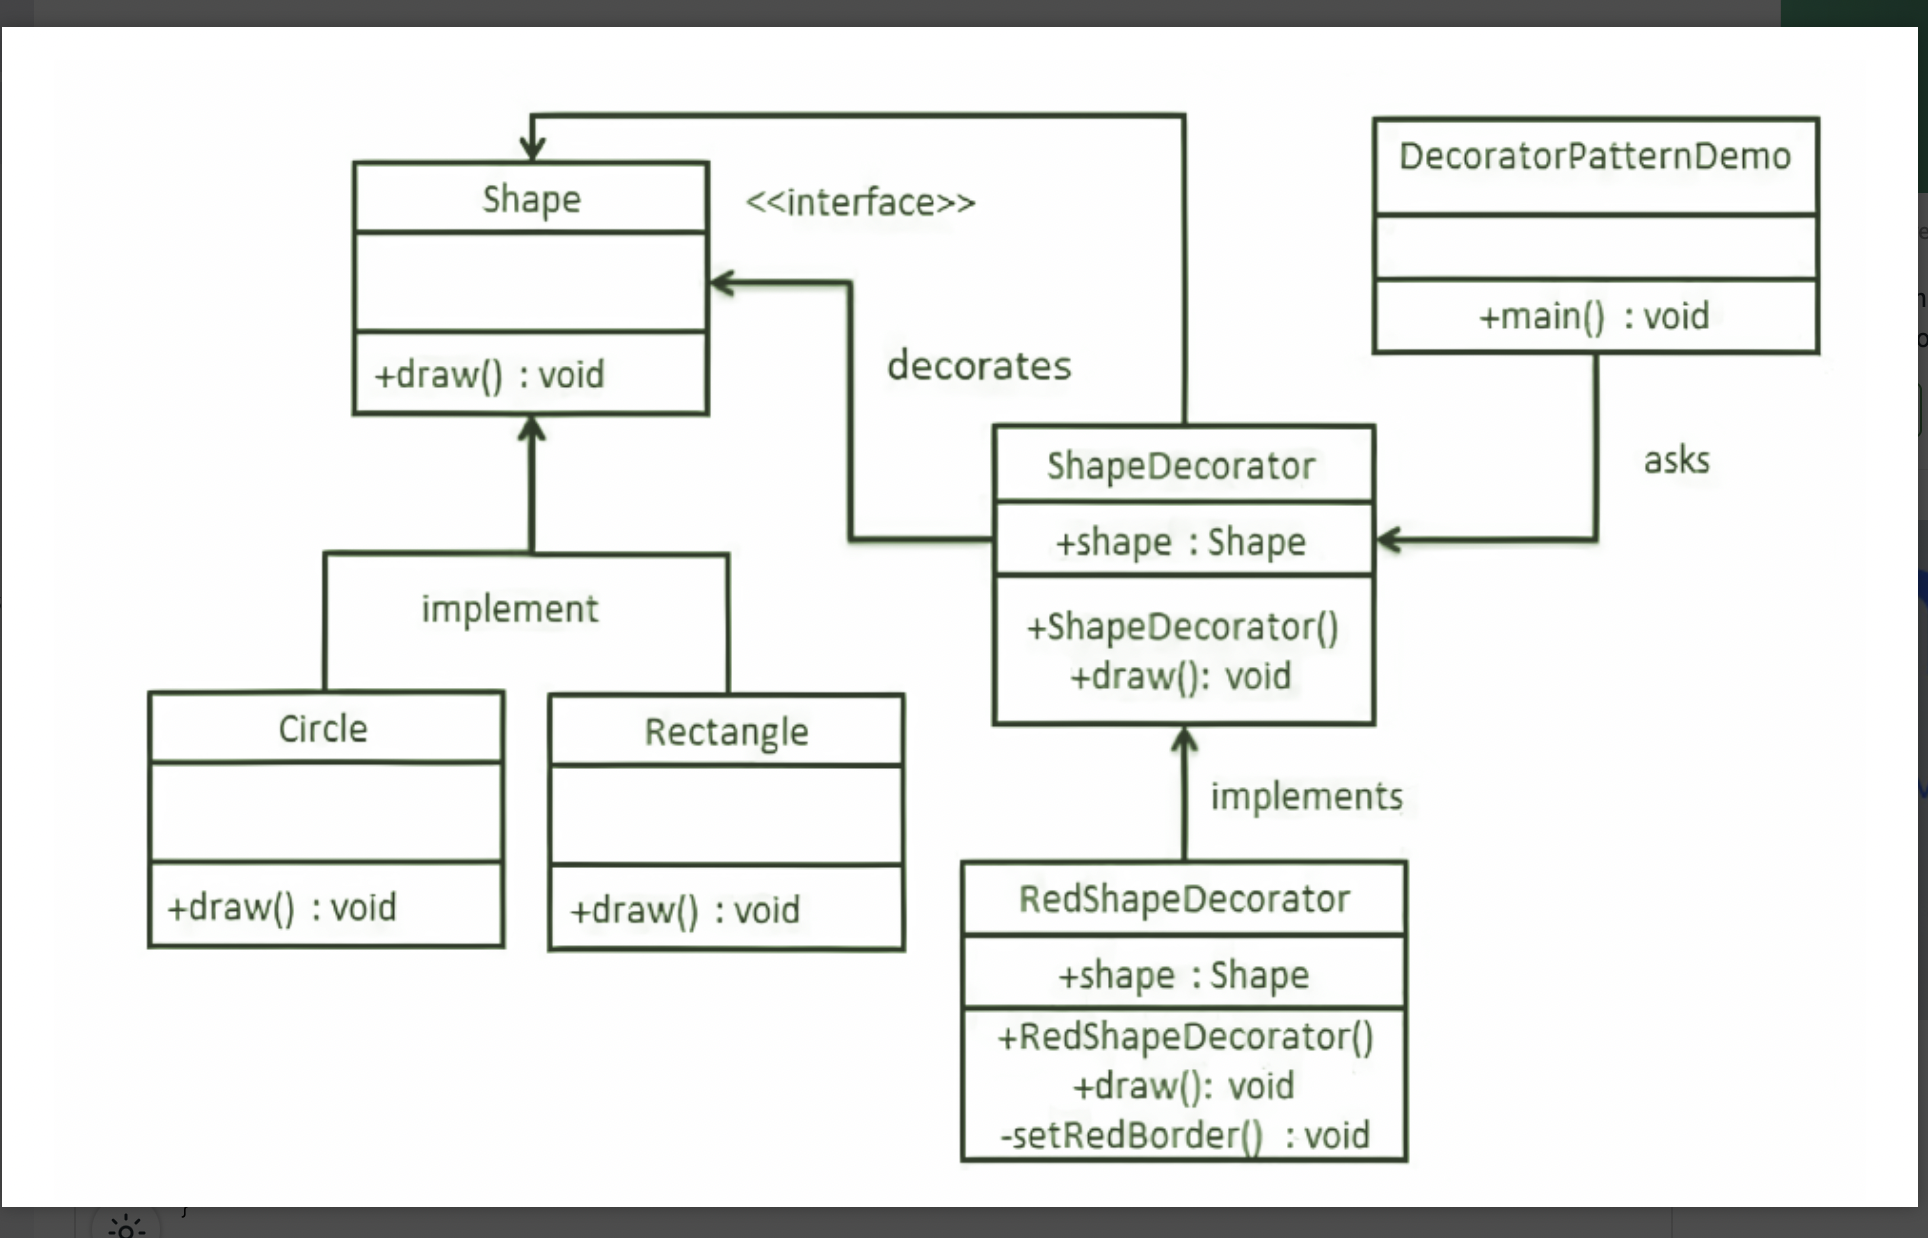 Shape
<<interface>>
+draw() : void
DecoratorPatternDemo
+main() : void
decorates
asks
ShapeDecorator
+shape : Shape
+ShapeDecorator()
+draw(): void
implement
Circle
+draw() : void
Rectangle
+draw() : void
implements
RedShapeDecorator
+shape : Shape
+RedShapeDecorator()
+draw(): void
-setRedBorder() : void